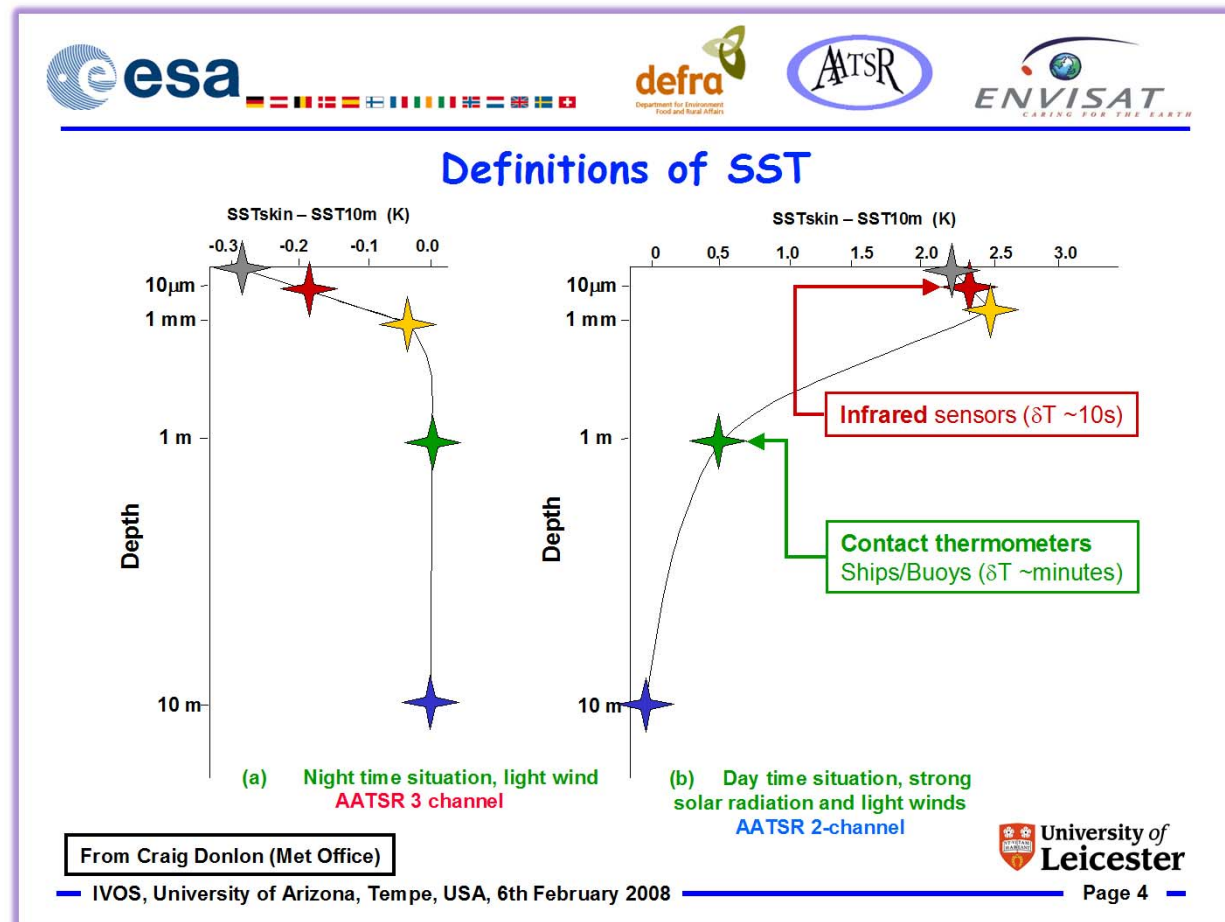 esa
defra
Department for Environment
Food and Rural Affairs
AATSR
ENVISAT
CARING FOR THE EARTH
Definitions of SST
SSTskin – SST10m (K)
-0.3 -0.2 -0.1 0.0
10μm
1 mm
1 m
10 m
Depth
(a) Night time situation, light wind
AATSR 3 channel
SSTskin – SST10m (K)
0 0.5 1.0 1.5 2.0 2.5 3.0
10μm
1 mm
1 m
10 m
Depth
Infrared sensors (δT ~10s)
Contact thermometers
Ships/Buoys (δT ~minutes)
(b) Day time situation, strong
solar radiation and light winds
AATSR 2-channel
From Craig Donlon (Met Office)
University of
Leicester
IVOS, University of Arizona, Tempe, USA, 6th February 2008
Page 4